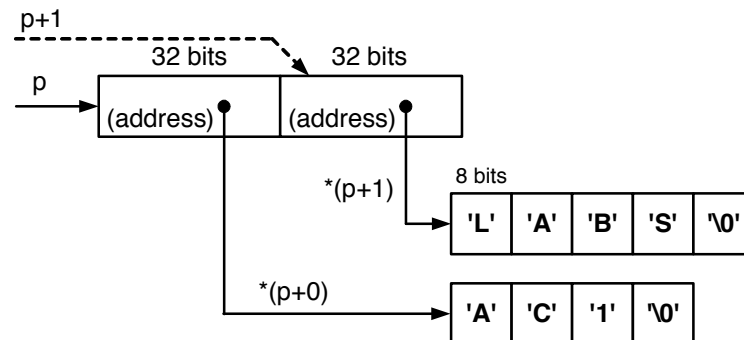 p+1
32 bits 32 bits
p
(address) (address)
*(p+1)
8 bits
'L' 'A' 'B' 'S' '\0'
*(p+0)
'A' 'C' '1' '\0'